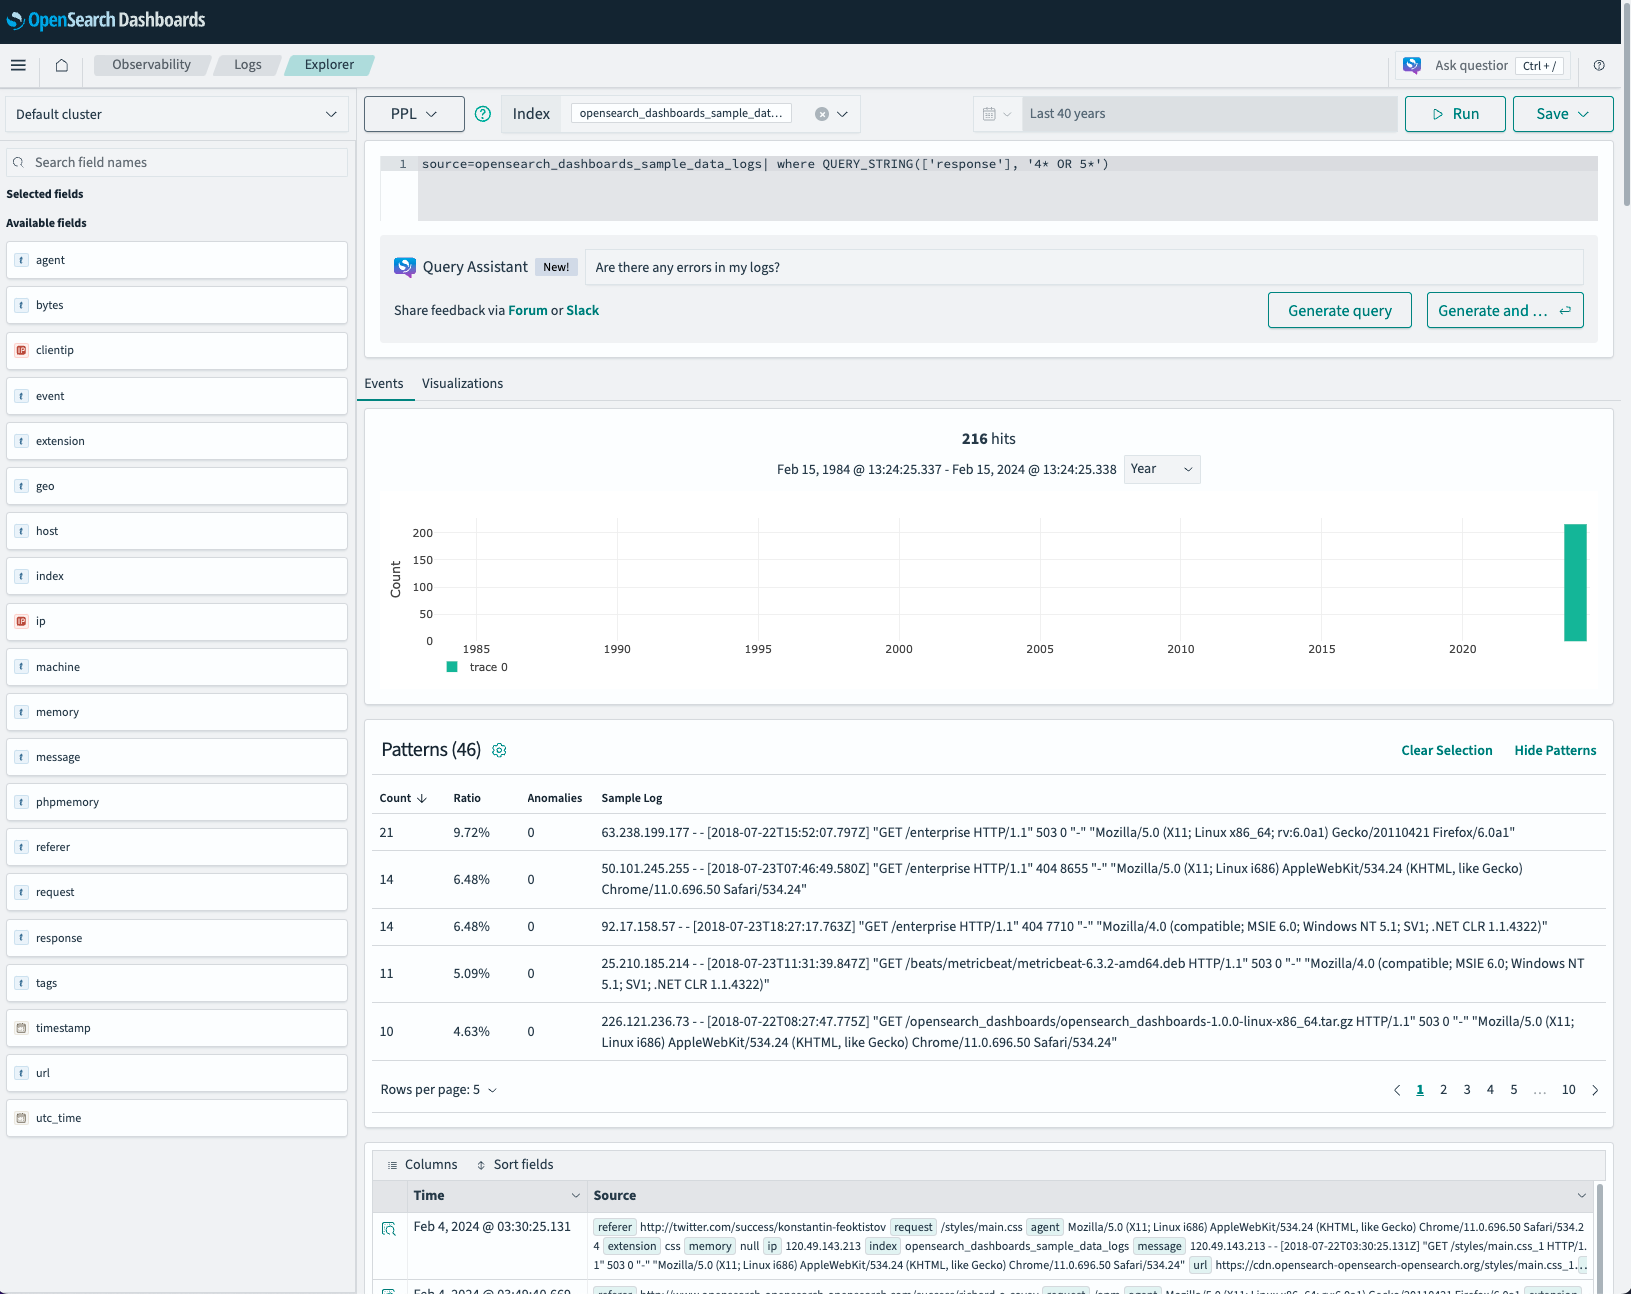 OpenSearch Dashboards
Observability
Logs
Explorer
Ask question
Ctrl + /
Default cluster
PPL
Index
opensearch_dashboards_sample_dat...
Last 40 years
Run
Save
Search field names
Selected fields
Available fields
agent
bytes
clientip
event
extension
geo
host
index
ip
machine
memory
message
phpmemory
referer
request
response
tags
timestamp
url
utc_time
1 source=opensearch_dashboards_sample_data_logs| where QUERY_STRING(['response'], '4* OR 5*')
Query Assistant New! Are there any errors in my logs?
Share feedback via Forum or Slack
Generate query
Generate and ...
Events
Visualizations
216 hits
Feb 15, 1984 @ 13:24:25.337 - Feb 15, 2024 @ 13:24:25.338 Year
Count
200
150
100
50
0
1985 1990 1995 2000 2005 2010 2015 2020
trace 0
Patterns (46)
Clear Selection
Hide Patterns
Count Ratio Anomalies Sample Log
21 9.72% 0 63.238.199.177 - - [2018-07-22T15:52:07.797Z] "GET /enterprise HTTP/1.1" 503 0 "-" "Mozilla/5.0 (X11; Linux x86_64; rv:6.0a1) Gecko/20110421 Firefox/6.0a1"
14 6.48% 0 50.101.245.255 - - [2018-07-23T07:46:49.580Z] "GET /enterprise HTTP/1.1" 404 8655 "-" "Mozilla/5.0 (X11; Linux i686) AppleWebKit/534.24 (KHTML, like Gecko)
Chrome/11.0.696.50 Safari/534.24"
14 6.48% 0 92.17.158.57 - - [2018-07-23T18:27:17.763Z] "GET /enterprise HTTP/1.1" 404 7710 "-" "Mozilla/4.0 (compatible; MSIE 6.0; Windows NT 5.1; SV1; .NET CLR 1.1.4322)"
11 5.09% 0 25.210.185.214 - - [2018-07-23T11:31:39.847Z] "GET /beats/metricbeat/metricbeat-6.3.2-amd64.deb HTTP/1.1" 503 0 "-" "Mozilla/4.0 (compatible; MSIE 6.0; Windows NT
5.1; SV1; .NET CLR 1.1.4322)"
10 4.63% 0 226.121.236.73 - - [2018-07-22T08:27:47.775Z] "GET /opensearch_dashboards/opensearch_dashboards-1.0.0-linux-x86_64.tar.gz HTTP/1.1" 503 0 "-" "Mozilla/5.0 (X11;
Linux i686) AppleWebKit/534.24 (KHTML, like Gecko) Chrome/11.0.696.50 Safari/534.24"
Rows per page: 5
1 2 3 4 5 ... 10
Columns
Sort fields
Time Source
Feb 4, 2024 @ 03:30:25.131 referer http://twitter.com/success/konstantin-feoktistov request /styles/main.css agent Mozilla/5.0 (X11; Linux i686) AppleWebKit/534.24 (KHTML, like Gecko) Chrome/11.0.696.50 Safari/534.2
4 extension css memory null ip 120.49.143.213 index opensearch_dashboards_sample_data_logs message 120.49.143.213 - - [2018-07-22T03:30:25.131Z] "GET /styles/main.css_1 HTTP/1.
1" 503 0 "-" "Mozilla/5.0 (X11; Linux i686) AppleWebKit/534.24 (KHTML, like Gecko) Chrome/11.0.696.50 Safari/534.24" url https://cdn.opensearch-opensearch-opensearch.org/styles/main.css_1...